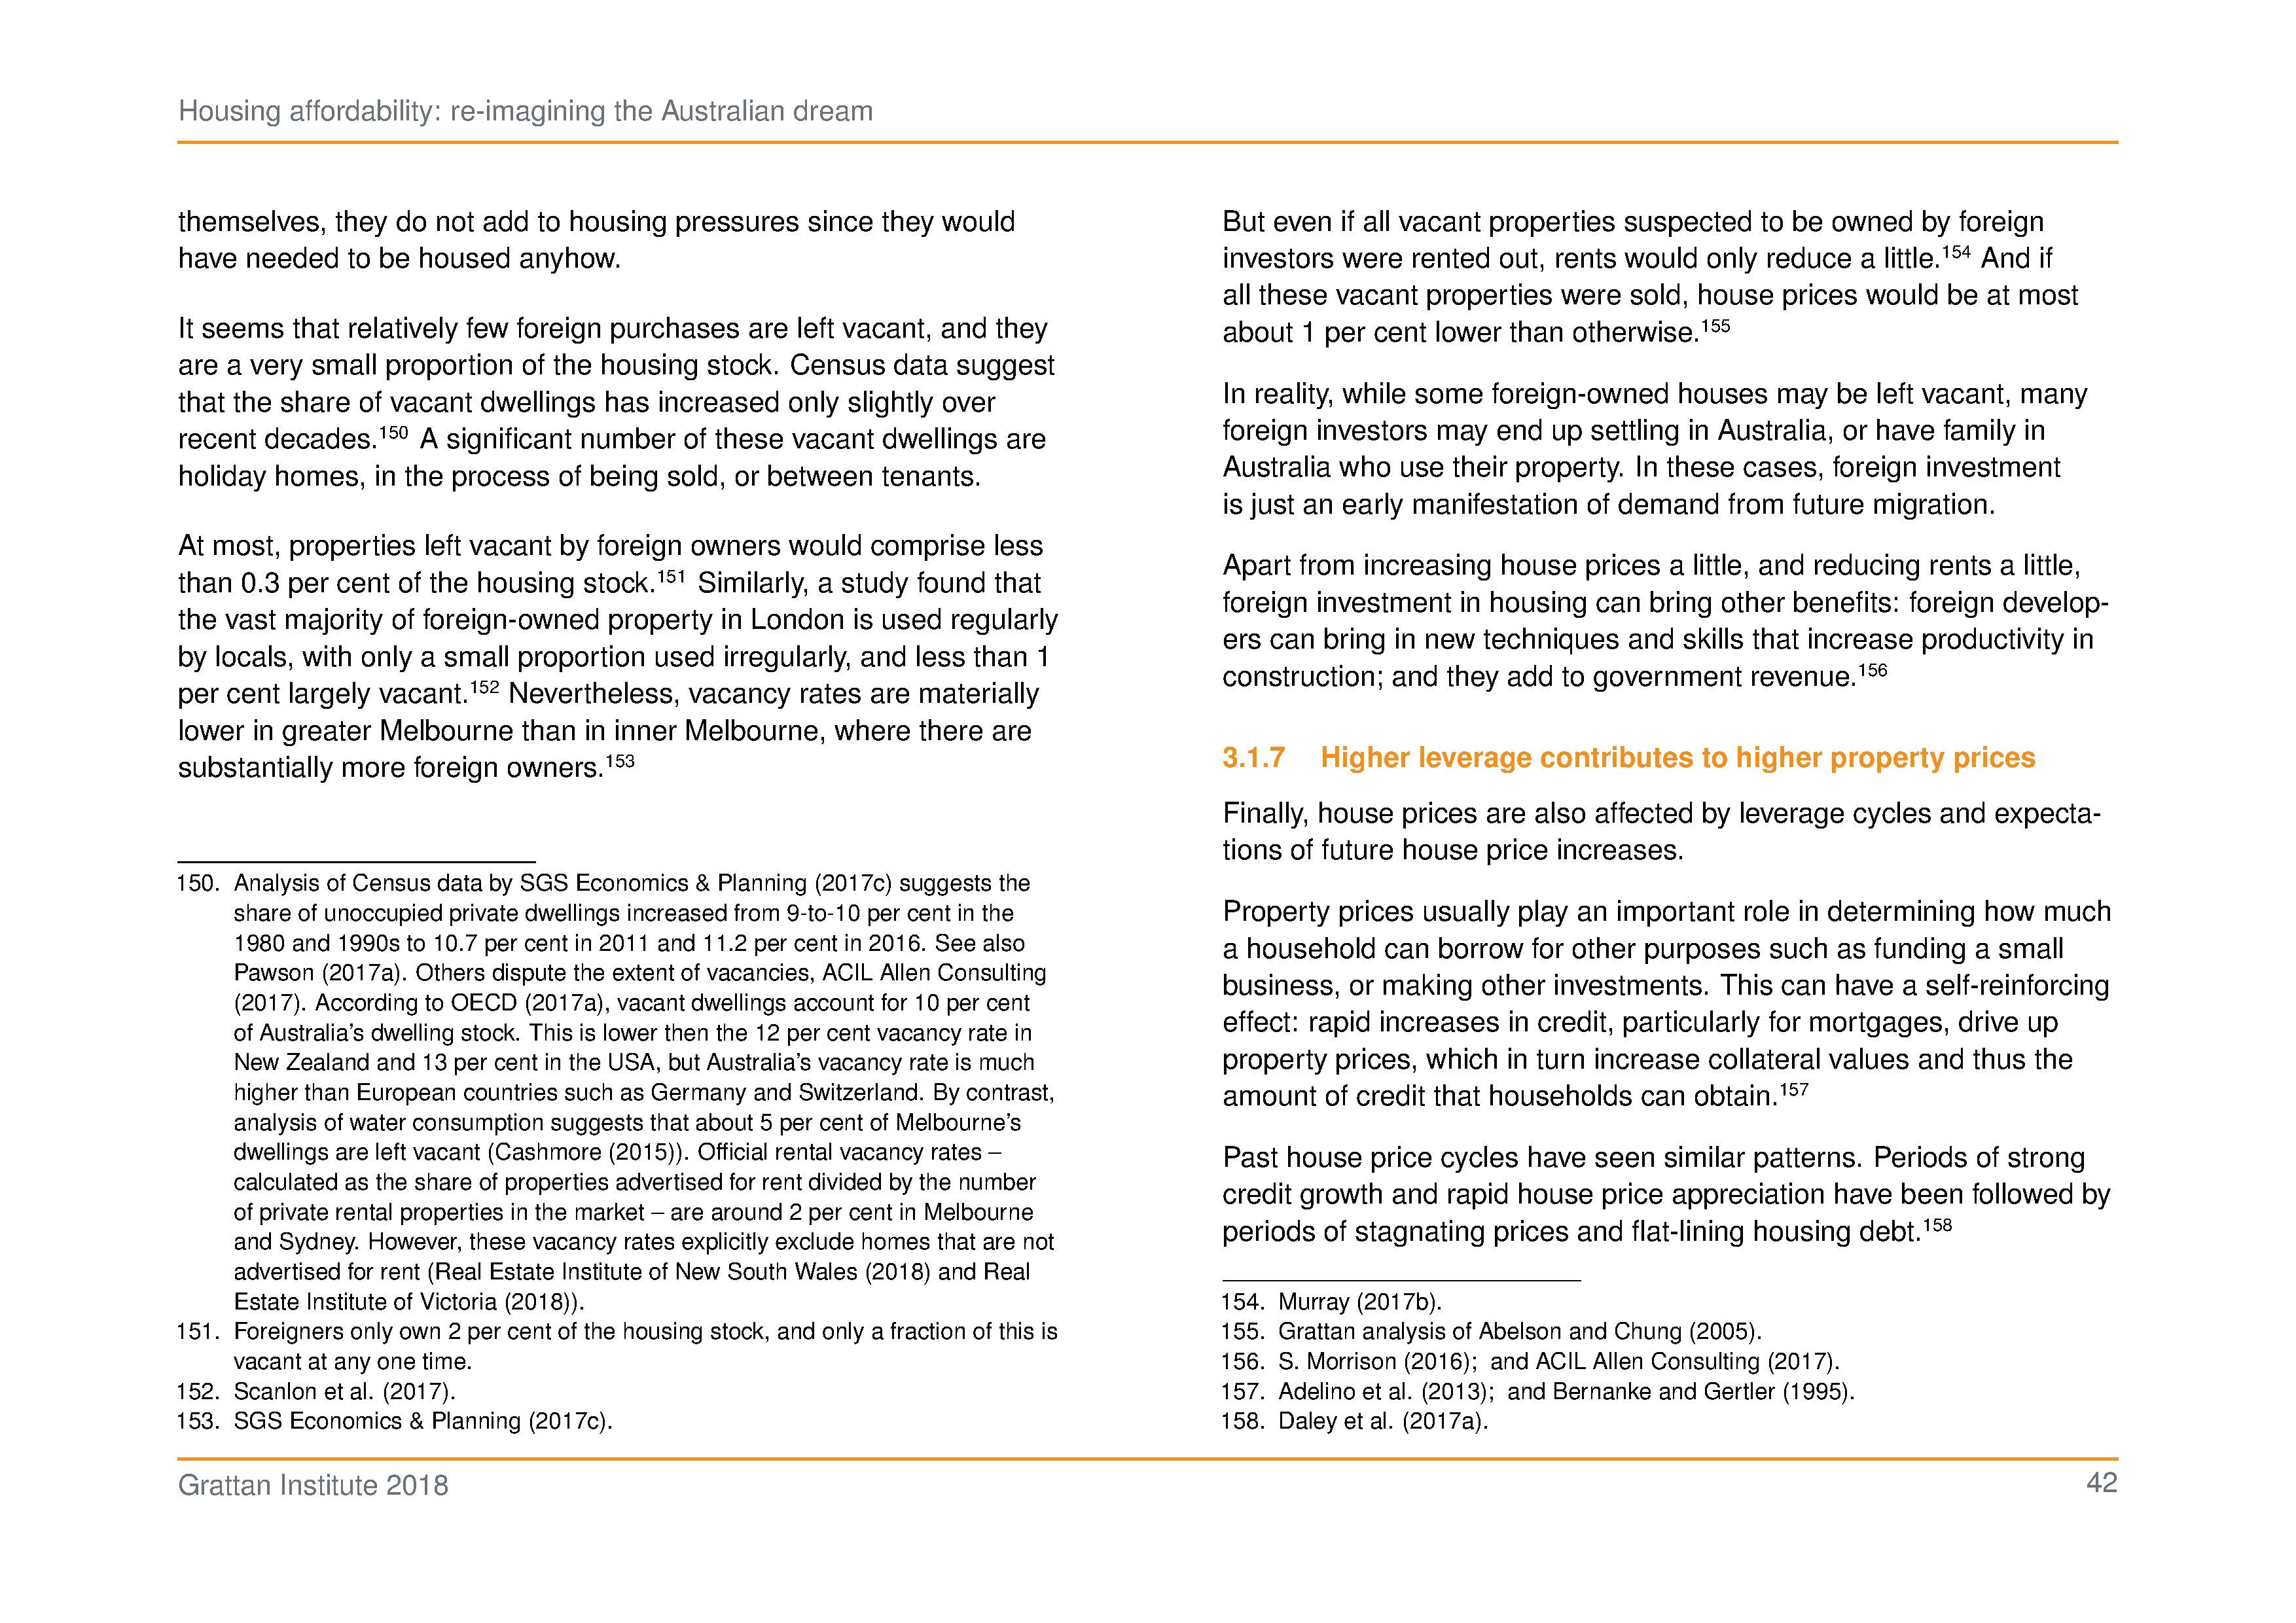 Housing affordability: re-imagining the Australian dream
themselves, they do not add to housing pressures since they would
have needed to be housed anyhow.
It seems that relatively few foreign purchases are left vacant, and they
are a very small proportion of the housing stock. Census data suggest
that the share of vacant dwellings has increased only slightly over
recent decades.150 A significant number of these vacant dwellings are
holiday homes, in the process of being sold, or between tenants.
At most, properties left vacant by foreign owners would comprise less
than 0.3 per cent of the housing stock.151 Similarly, a study found that
the vast majority of foreign-owned property in London is used regularly
by locals, with only a small proportion used irregularly, and less than 1
per cent largely vacant.152 Nevertheless, vacancy rates are materially
lower in greater Melbourne than in inner Melbourne, where there are
substantially more foreign owners.153
150. Analysis of Census data by SGS Economics & Planning (2017c) suggests the
share of unoccupied private dwellings increased from 9-to-10 per cent in the
1980 and 1990s to 10.7 per cent in 2011 and 11.2 per cent in 2016. See also
Pawson (2017a). Others dispute the extent of vacancies, ACIL Allen Consulting
(2017). According to OECD (2017a), vacant dwellings account for 10 per cent
of Australia's dwelling stock. This is lower then the 12 per cent vacancy rate in
New Zealand and 13 per cent in the USA, but Australia's vacancy rate is much
higher than European countries such as Germany and Switzerland. By contrast,
analysis of water consumption suggests that about 5 per cent of Melbourne's
dwellings are left vacant (Cashmore (2015)). Official rental vacancy rates –
calculated as the share of properties advertised for rent divided by the number
of private rental properties in the market – are around 2 per cent in Melbourne
and Sydney. However, these vacancy rates explicitly exclude homes that are not
advertised for rent (Real Estate Institute of New South Wales (2018) and Real
Estate Institute of Victoria (2018)).
151. Foreigners only own 2 per cent of the housing stock, and only a fraction of this is
vacant at any one time.
152. Scanlon et al. (2017).
153. SGS Economics & Planning (2017c).
But even if all vacant properties suspected to be owned by foreign
investors were rented out, rents would only reduce a little.154 And if
all these vacant properties were sold, house prices would be at most
about 1 per cent lower than otherwise.155
In reality, while some foreign-owned houses may be left vacant, many
foreign investors may end up settling in Australia, or have family in
Australia who use their property. In these cases, foreign investment
is just an early manifestation of demand from future migration.
Apart from increasing house prices a little, and reducing rents a little,
foreign investment in housing can bring other benefits: foreign develop-
ers can bring in new techniques and skills that increase productivity in
construction; and they add to government revenue.156
3.1.7 Higher leverage contributes to higher property prices
Finally, house prices are also affected by leverage cycles and expecta-
tions of future house price increases.
Property prices usually play an important role in determining how much
a household can borrow for other purposes such as funding a small
business, or making other investments. This can have a self-reinforcing
effect: rapid increases in credit, particularly for mortgages, drive up
property prices, which in turn increase collateral values and thus the
amount of credit that households can obtain.157
Past house price cycles have seen similar patterns. Periods of strong
credit growth and rapid house price appreciation have been followed by
periods of stagnating prices and flat-lining housing debt.158
154. Murray (2017b).
155. Grattan analysis of Abelson and Chung (2005).
156. S. Morrison (2016); and ACIL Allen Consulting (2017).
157. Adelino et al. (2013); and Bernanke and Gertler (1995).
158. Daley et al. (2017a).
Grattan Institute 2018
42